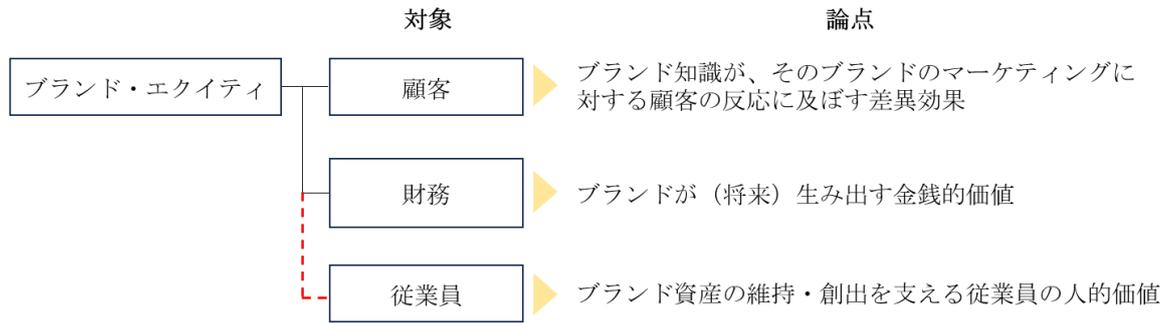 対象
論点
ブランド・エクイティ
顧客
ブランド知識が、そのブランドのマーケティングに
対する顧客の反応に及ぼす差異効果
財務
ブランドが（将来）生み出す金銭的価値
従業員
ブランド資産の維持・創出を支える従業員の人的価値